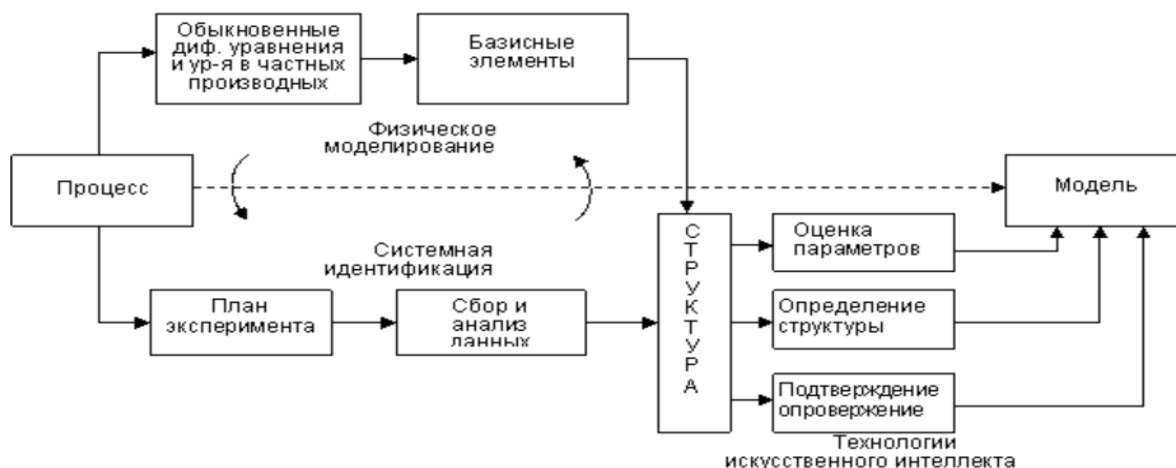 Обыкновенные
диф. уравнения
и ур-я в частных
производных
Базисные
элементы
Физическое
моделирование
Процесс
Модель
Системная
идентификация
План
эксперимента
Сбор и
анализ
данных
СТРУКТУРА
Оценка
параметров
Определение
структуры
Подтверждение
опровержение
Технологии
искусственного интеллекта